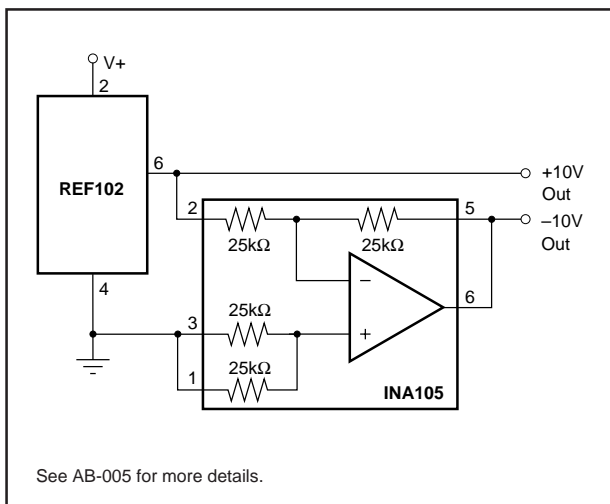 V+
2
REF102
6
+10V
Out
2
25kΩ
25kΩ
5
–10V
Out
–
6
4
3
25kΩ
+
1
25kΩ
INA105
See AB-005 for more details.